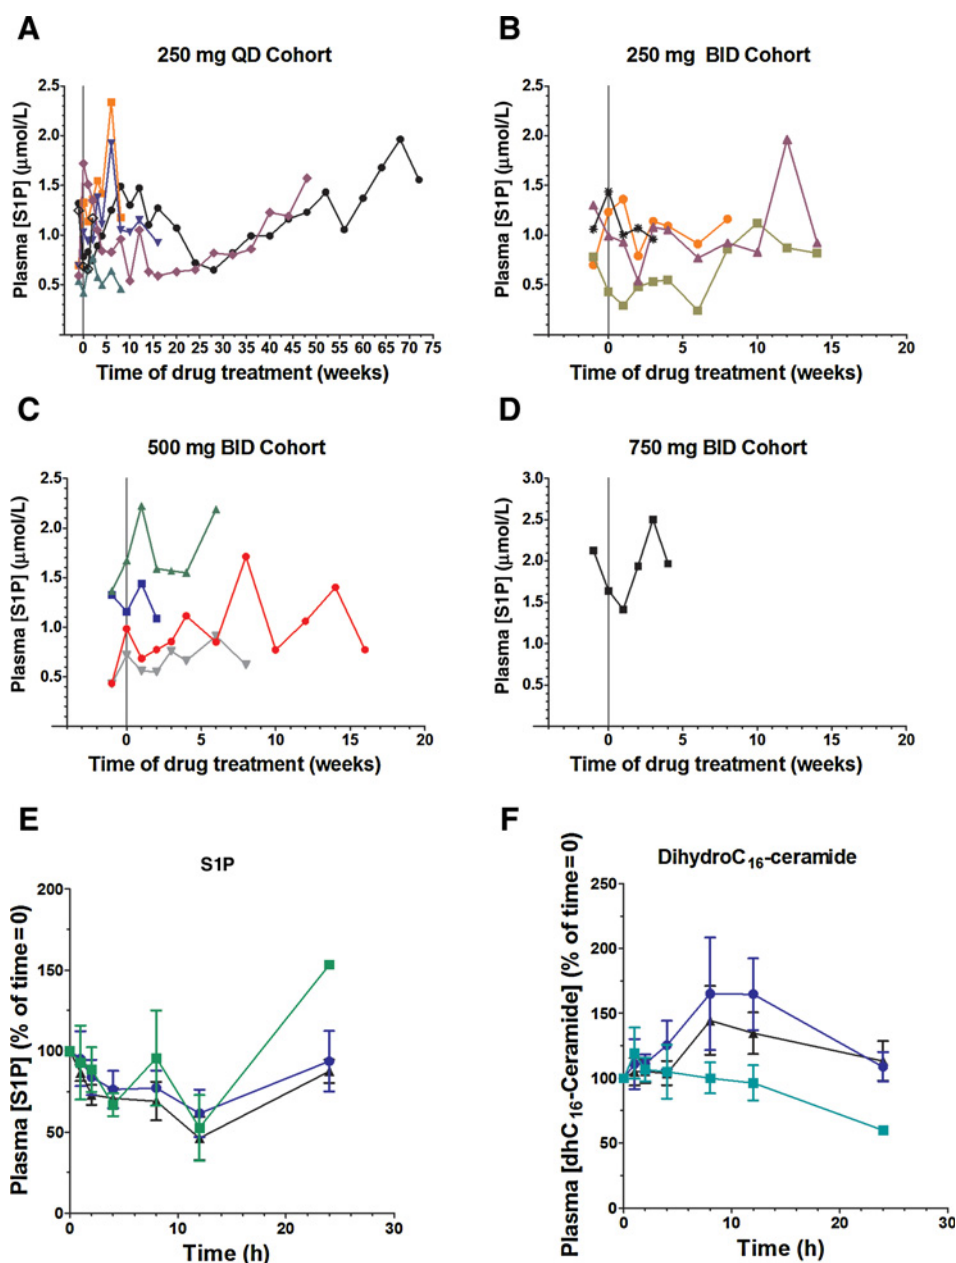 A
250 mg QD Cohort
Plasma [S1P] (μmol/L)
2.5
2.0
1.5
1.0
0.5
0 5 10 15 20 25 30 35 40 45 50 55 60 65 70 75
Time of drug treatment (weeks)
B
250 mg BID Cohort
Plasma [S1P] (μmol/L)
2.5
2.0
1.5
1.0
0.5
0 5 10 15 20
Time of drug treatment (weeks)
C
500 mg BID Cohort
Plasma [S1P] (μmol/L)
2.5
2.0
1.5
1.0
0.5
0 5 10 15 20
Time of drug treatment (weeks)
D
750 mg BID Cohort
Plasma [S1P] (μmol/L)
3.0
2.5
2.0
1.5
1.0
0.5
0 5 10 15 20
Time of drug treatment (weeks)
E
S1P
Plasma [S1P] (% of time=0)
200
150
100
50
0
0 10 20 30
Time (h)
F
DihydroC16-ceramide
Plasma [dhC16-Ceramide] (% of time=0)
250
200
150
100
50
0
0 10 20 30
Time (h)